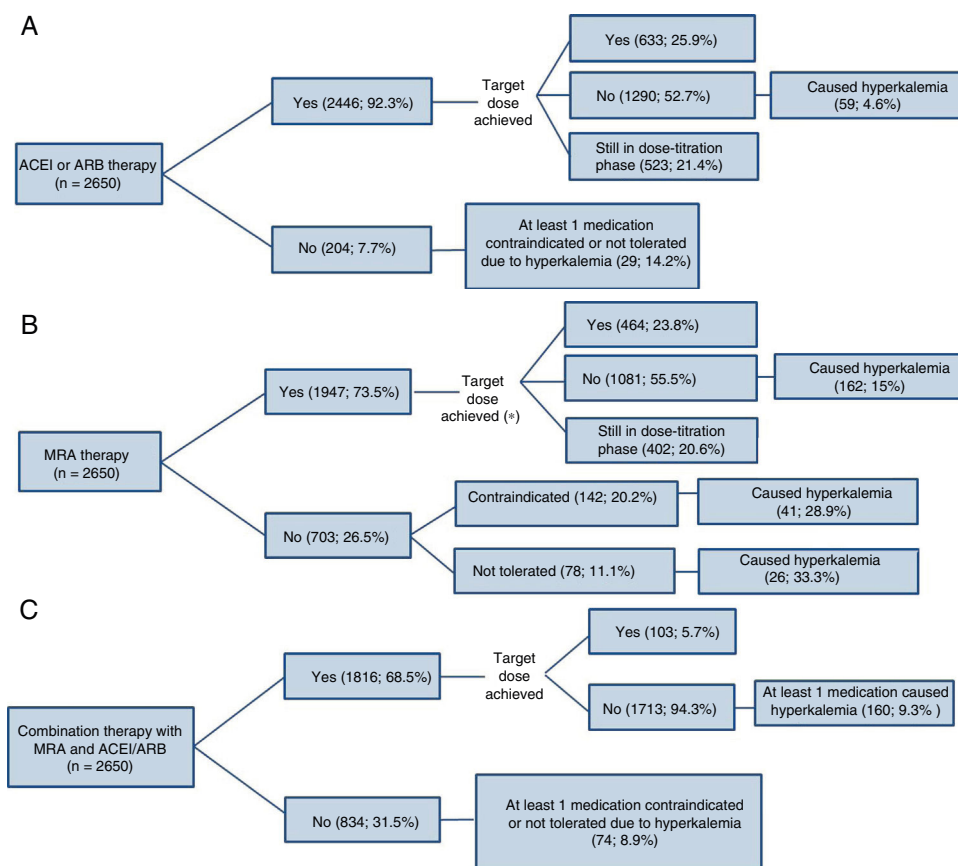 A
ACEI or ARB therapy
(n = 2650)
Yes (2446; 92.3%)
Target
dose
achieved
Yes (633; 25.9%)
No (1290; 52.7%)
Caused hyperkalemia
(59; 4.6%)
Still in dose-titration
phase (523; 21.4%)
No (204; 7.7%)
At least 1 medication
contraindicated or not tolerated
due to hyperkalemia (29; 14.2%)
B
MRA therapy
(n = 2650)
Yes (1947; 73.5%)
Target
dose
achieved (*)
Yes (464; 23.8%)
No (1081; 55.5%)
Caused hyperkalemia
(162; 15%)
Still in dose-titration
phase (402; 20.6%)
No (703; 26.5%)
Contraindicated (142; 20.2%)
Caused hyperkalemia
(41; 28.9%)
Not tolerated (78; 11.1%)
Caused hyperkalemia
(26; 33.3%)
C
Combination therapy with
MRA and ACEI/ARB
(n = 2650)
Yes (1816; 68.5%)
Target
dose
achieved
Yes (103; 5.7%)
No (1713; 94.3%)
At least 1 medication caused
hyperkalemia (160; 9.3% )
No (834; 31.5%)
At least 1 medication contraindicated
or not tolerated due to hyperkalemia
(74; 8.9%)